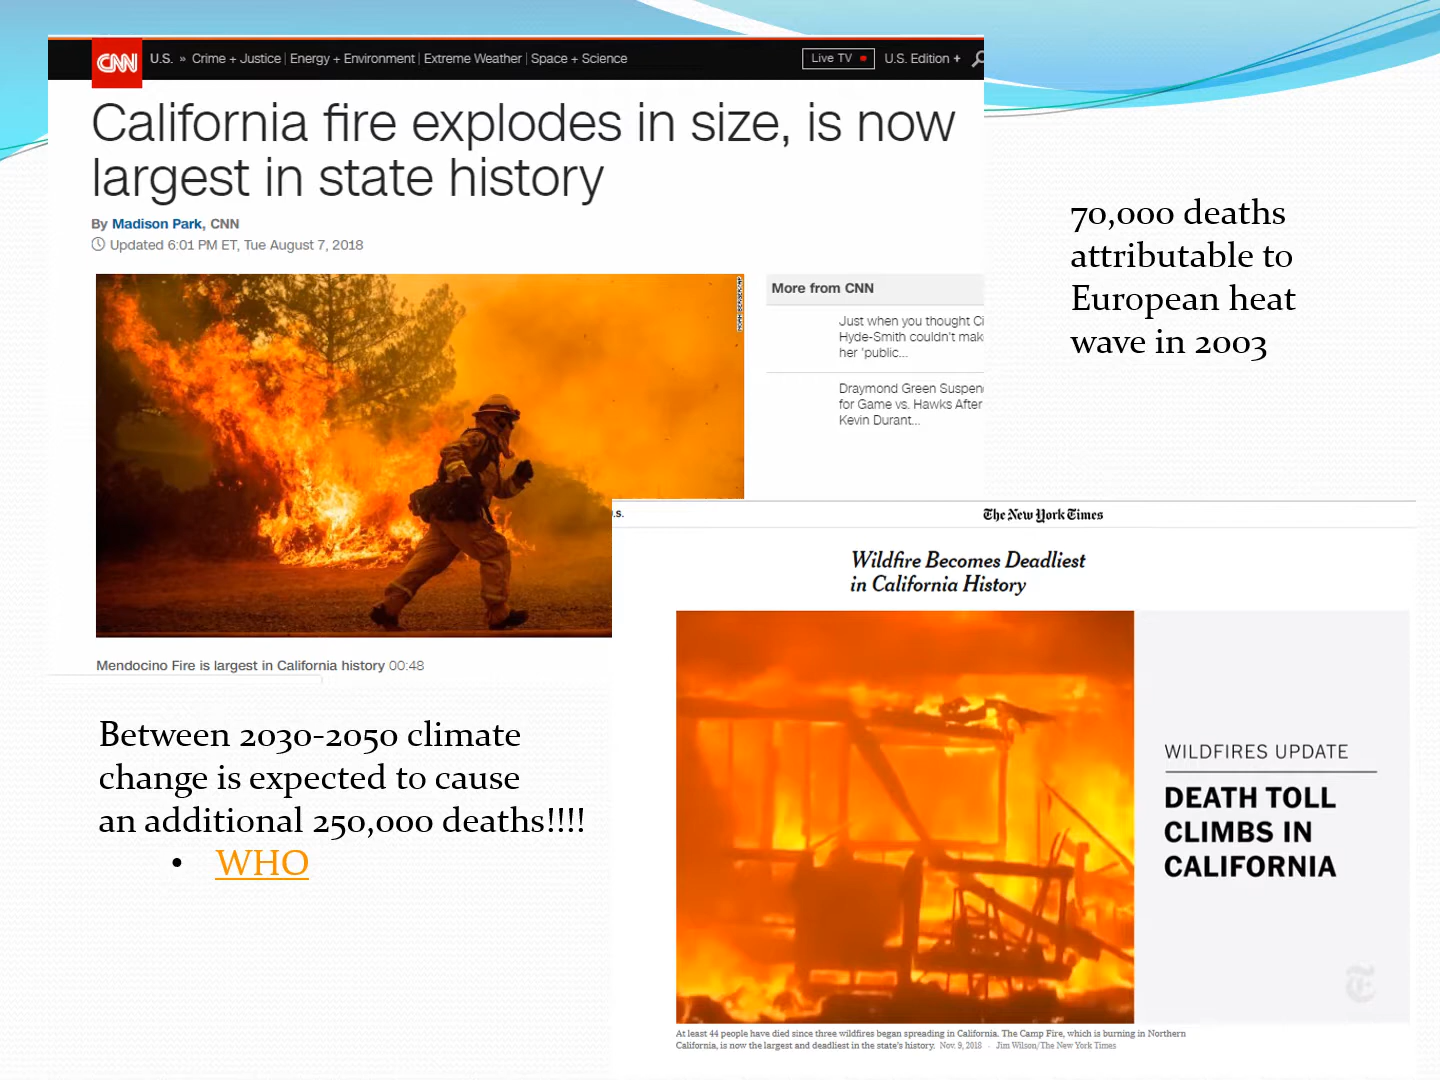 CNN U.S. » Crime + Justice | Energy + Environment | Extreme Weather | Space + Science Live TV U.S. Edition +
California fire explodes in size, is now
largest in state history
By Madison Park, CNN
Updated 6:01 PM ET, Tue August 7, 2018
More from CNN
Just when you thought Ci
Hyde-Smith couldn't mak
her 'public...
Draymond Green Suspen
for Game vs. Hawks After
Kevin Durant...
Mendocino Fire is largest in California history 00:48
70,000 deaths
attributable to
European heat
wave in 2003
Between 2030-2050 climate
change is expected to cause
an additional 250,000 deaths!!!!
• WHO
.s. The New York Times
Wildfire Becomes Deadliest
in California History
WILDFIRES UPDATE
DEATH TOLL
CLIMBS IN
CALIFORNIA
T
At least 44 people have died since three wildfires began spreading in California. The Camp Fire, which is burning in Northern
California, is now the largest and deadliest in the state's history. Nov. 9, 2018 · Jim Wilson/The New York Times